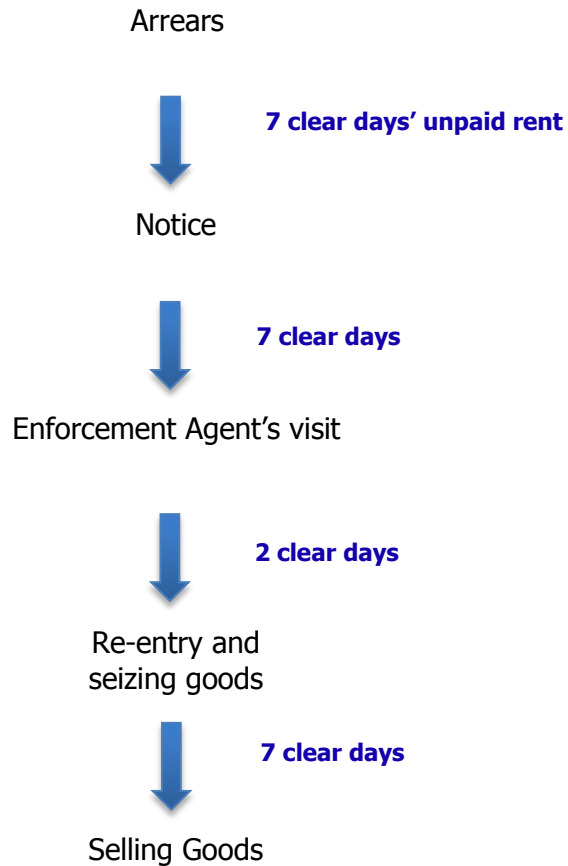 Arrears
7 clear days’ unpaid rent
Notice
7 clear days
Enforcement Agent’s visit
2 clear days
Re-entry and
seizing goods
7 clear days
Selling Goods